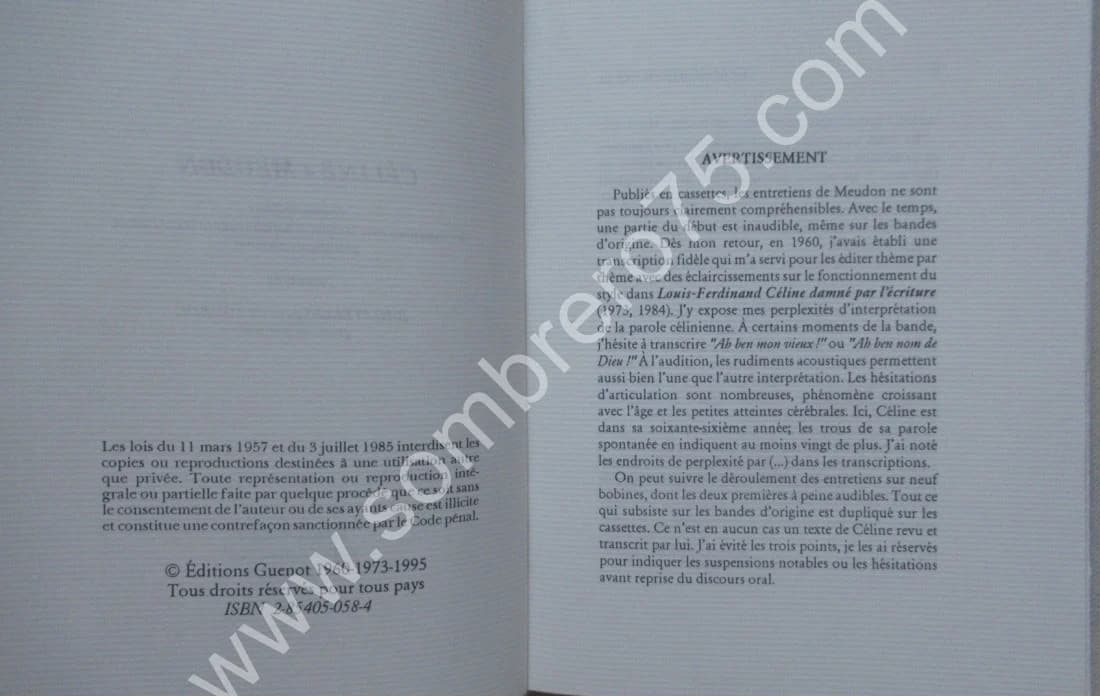 Les lois du 11 mars 1957 et du 3 juillet 1985 interdisent les
copies ou reproductions destinées à une utilisation autre
que privée. Toute représentation ou reproduction inté-
grale ou partielle faite par quelque procédé que ce soit sans
le consentement de l'auteur ou de ses ayants cause est illicite
et constitue une contrefaçon sanctionnée par le Code pénal.
© Éditions Guenot 1960-1973-1995
Tous droits réservés pour tous pays
ISBN 2-85405-058-4
AVERTISSEMENT
Publiés en cassettes, les entretiens de Meudon ne sont
pas toujours clairement compréhensibles. Avec le temps,
une partie du début est inaudible, même sur les bandes
d'origine. Dès mon retour, en 1960, j'avais établi une
transcription fidèle qui m'a servi pour les éditer thème par
thème avec des éclaircissements sur le fonctionnement du
style dans Louis-Ferdinand Céline damné par l'écriture
(1973, 1984). J'y expose mes perplexités d'interprétation
de la parole célinienne. À certains moments de la bande,
j'hésite à transcrire "Ah ben mon vieux !" ou "Ah ben nom de
Dieu !" À l'audition, les rudiments acoustiques permettent
aussi bien l'une que l'autre interprétation. Les hésitations
d'articulation sont nombreuses, phénomène croissant
avec l'âge et les petites atteintes cérébrales. Ici, Céline est
dans sa soixante-sixième année; les trous de sa parole
spontanée en indiquent au moins vingt de plus. J'ai noté
les endroits de perplexité par (...) dans les transcriptions.
On peut suivre le déroulement des entretiens sur neuf
bobines, dont les deux premières à peine audibles. Tout ce
qui subsiste sur les bandes d'origine est dupliqué sur les
cassettes. Ce n'est en aucun cas un texte de Céline revu et
transcrit par lui. J'ai évité les trois points, je les ai réservés
pour indiquer les suspensions notables ou les hésitations
avant reprise du discours oral.
www.sombrero75.com